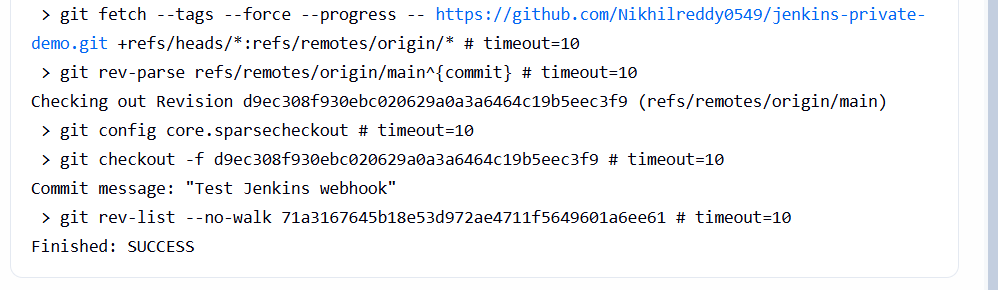 > git fetch --tags --force --progress -- https://github.com/Nikhilreddy0549/jenkins-private-
demo.git +refs/heads/*:refs/remotes/origin/* # timeout=10
> git rev-parse refs/remotes/origin/main^{commit} # timeout=10
Checking out Revision d9ec308f930ebc020629a0a3a6464c19b5eec3f9 (refs/remotes/origin/main)
> git config core.sparsecheckout # timeout=10
> git checkout -f d9ec308f930ebc020629a0a3a6464c19b5eec3f9 # timeout=10
Commit message: "Test Jenkins webhook"
> git rev-list --no-walk 71a3167645b18e53d972ae4711f5649601a6ee61 # timeout=10
Finished: SUCCESS